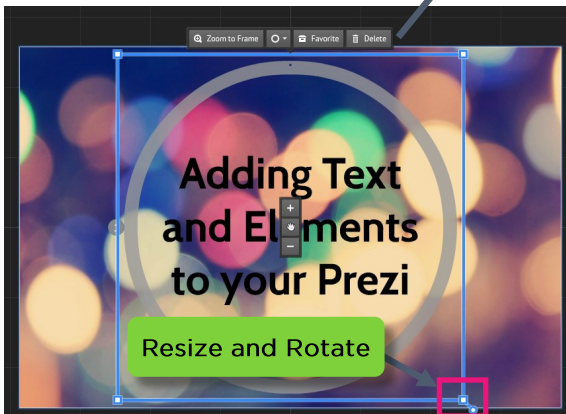 Zoom to Frame Favorite Delete
Adding Text
and Elements
to your Prezi
Resize and Rotate